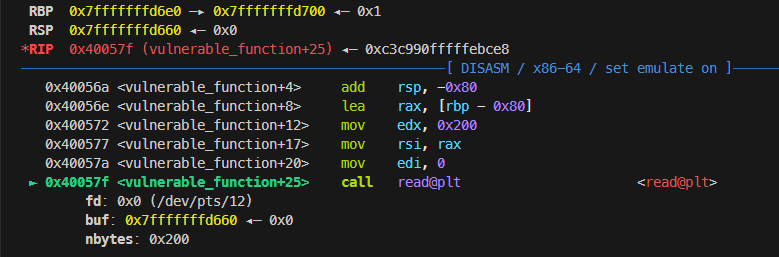 RBP 0x7fffffffd6e0 —▸ 0x7fffffffd700 ◂— 0x1
RSP 0x7fffffffd660 ◂— 0x0
*RIP 0x40057f (vulnerable_function+25) ◂— 0xc3c990fffffebce8
[ DISASM / x86-64 / set emulate on ]
0x40056a <vulnerable_function+4> add rsp, -0x80
0x40056e <vulnerable_function+8> lea rax, [rbp - 0x80]
0x400572 <vulnerable_function+12> mov edx, 0x200
0x400577 <vulnerable_function+17> mov rsi, rax
0x40057a <vulnerable_function+20> mov edi, 0
► 0x40057f <vulnerable_function+25> call read@plt <read@plt>
fd: 0x0 (/dev/pts/12)
buf: 0x7fffffffd660 ◂— 0x0
nbytes: 0x200